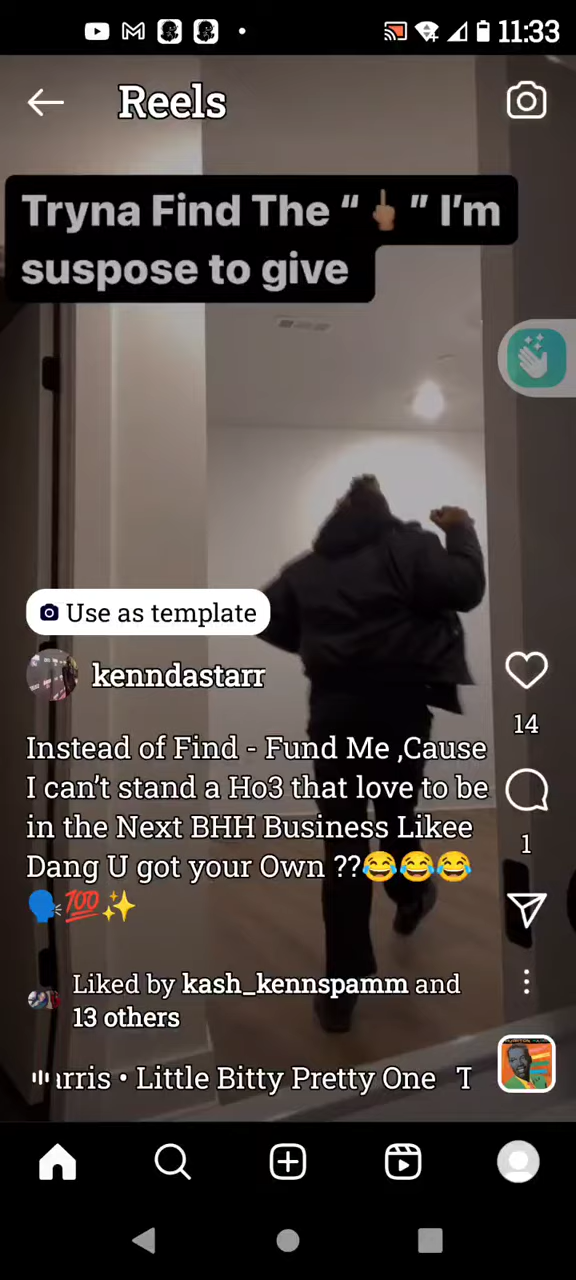 11:33
Reels
Tryna Find The “🖕🏽” I’m
suspose to give
Use as template
kenndastarr
14
Instead of Find - Fund Me ,Cause
I can’t stand a Ho3 that love to be
in the Next BHH Business Likee
Dang U got your Own ??😂😂😂
🗣️💯✨
1
Liked by kash_kennspamm and
13 others
arris • Little Bitty Pretty One T